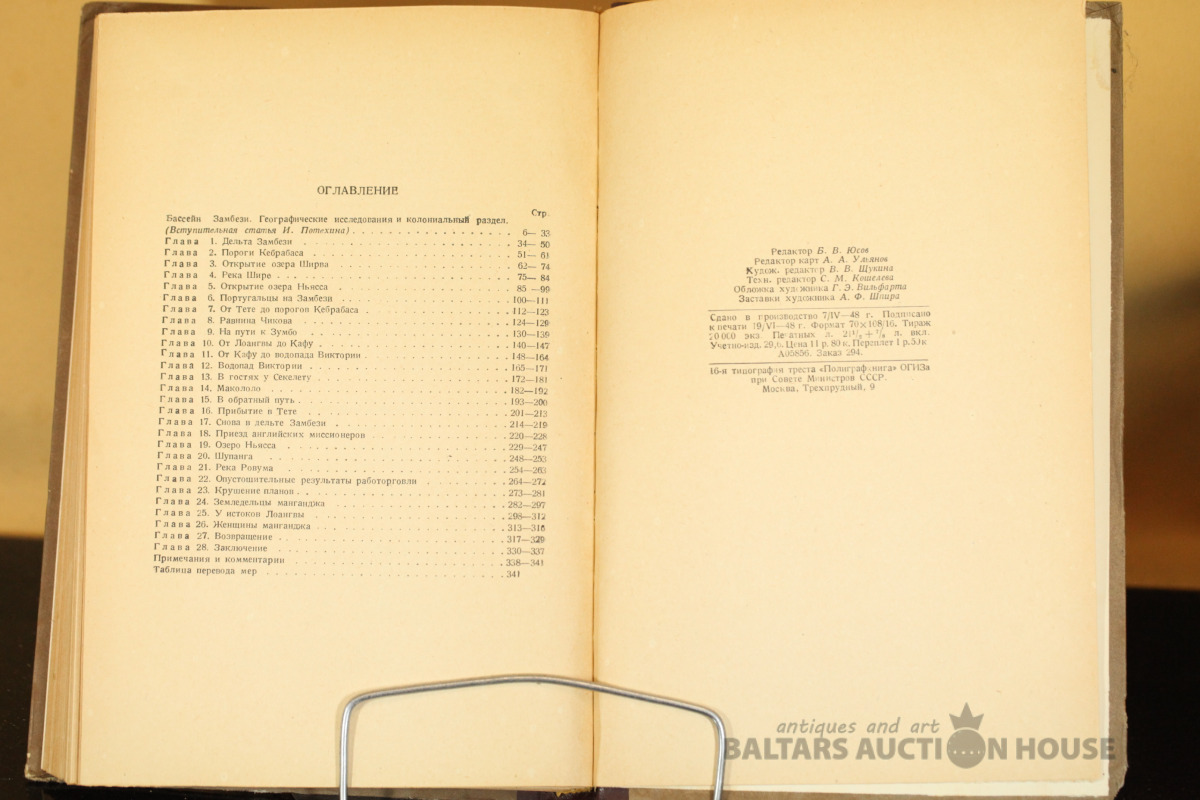 ОГЛАВЛЕНИЕ
Стр.
Бассейн Замбези. Географические исследования и колониальный раздел.
(Вступительная статья И. Потехина) . . . . . . . . . . . . . . . . . 6— 33
Глава 1. Дельта Замбези . . . . . . . . . . . . . . . . . 34— 50
Глава 2. Пороги Кебрабаса . . . . . . . . . . . . . . . . . 51— 61
Глава 3. Открытие озера Ширва . . . . . . . . . . . . . . . . . 62— 74
Глава 4. Река Шире . . . . . . . . . . . . . . . . . 75— 84
Глава 5. Открытие озера Ньясса . . . . . . . . . . . . . . . . . 85 —99
Глава 6. Португальцы на Замбези . . . . . . . . . . . . . . . . . 100—111
Глава 7. От Тете до порогов Кебрабаса . . . . . . . . . . . . . . . . . 112—123
Глава 8. Равнина Чикова . . . . . . . . . . . . . . . . . 124—129
Глава 9. На пути к Зумбо . . . . . . . . . . . . . . . . . 130—139
Глава 10. От Лоангвы до Кафу . . . . . . . . . . . . . . . . . 140—147
Глава 11. От Кафу до водопада Виктории . . . . . . . . . . . . . . . . . 148—164
Глава 12. Водопад Виктории . . . . . . . . . . . . . . . . . 165—171
Глава 13. В гостях у Секелету . . . . . . . . . . . . . . . . . 172—181
Глава 14. Макололо . . . . . . . . . . . . . . . . . 182—192
Глава 15. В обратный путь . . . . . . . . . . . . . . . . . 193—200
Глава 16. Прибытие в Тете . . . . . . . . . . . . . . . . . 201—213
Глава 17. Снова в дельте Замбези . . . . . . . . . . . . . . . . . 214—219
Глава 18. Приезд английских миссионеров . . . . . . . . . . . . . . . . . 220—228
Глава 19. Озеро Ньясса . . . . . . . . . . . . . . . . . 229—247
Глава 20. Шупанга . . . . . . . . . . . . . . . . . 248—253
Глава 21. Река Ровума . . . . . . . . . . . . . . . . . 254—263
Глава 22. Опустошительные результаты работорговли . . . . . . . . 264—272
Глава 23. Крушение планов . . . . . . . . . . . . . . . . . 273—281
Глава 24. Земледельцы манганджа . . . . . . . . . . . . . . . . . 282—297
Глава 25. У истоков Лоангвы . . . . . . . . . . . . . . . . . 298—312
Глава 26. Женщины манганджа . . . . . . . . . . . . . . . . . 313—316
Глава 27. Возвращение . . . . . . . . . . . . . . . . . 317—329
Глава 28. Заключение . . . . . . . . . . . . . . . . . 330—337
Примечания и комментарии . . . . . . . . . . . . . . . . . 338—341
Таблица перевода мер . . . . . . . . . . . . . . . . . 341
Редактор Б. В. Юсов
Редактор карт А. А. Ульянов
Худож. редактор В. В. Щукина
Техн. редактор С. М. Кошелева
Обложка художника Г. Э. Вильфарта
Заставки художника А. Ф. Шпира
Сдано в производство 7/IV—48 г. Подписано
к печати 19/VI—48 г. Формат 70×108/16. Тираж
экз. Печатных л. л. вкл.
Учетно-изд. Цена 11 р. 80 к. Переплет 1 р. 50 к
А05856. Заказ 294.
16-я типография треста «Полиграфкнига» ОГИЗа
при Совете Министров СССР.
Москва, Трехпрудный, 9
antiques and art
BALTARS AUCTION HOUSE